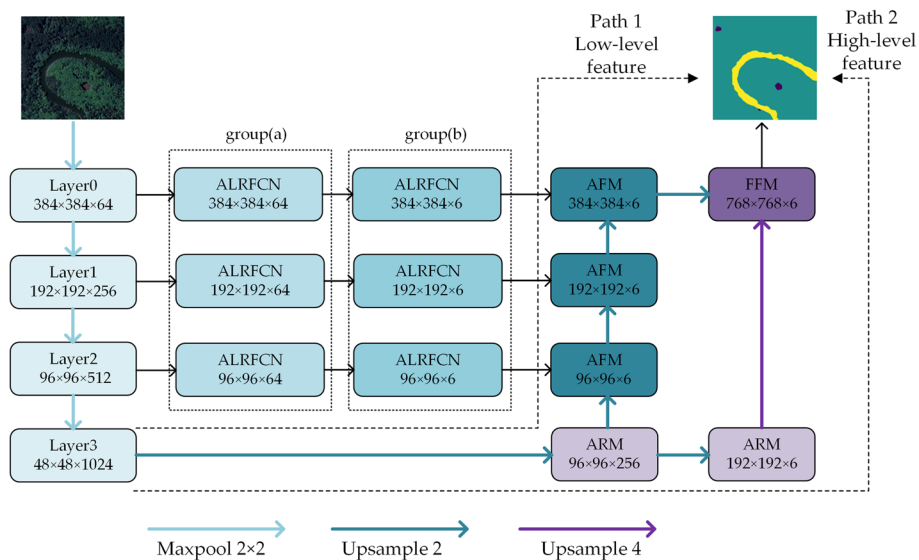 Path 1
Low-level
feature
Path 2
High-level
feature
group(a)
group(b)
Layer0
384×384×64
ALRFCN
384×384×64
ALRFCN
384×384×6
AFM
384×384×6
FFM
768×768×6
Layer1
192×192×256
ALRFCN
192×192×64
ALRFCN
192×192×6
AFM
192×192×6
Layer2
96×96×512
ALRFCN
96×96×64
ALRFCN
96×96×6
AFM
96×96×6
Layer3
48×48×1024
ARM
96×96×256
ARM
192×192×6
Maxpool 2×2
Upsample 2
Upsample 4